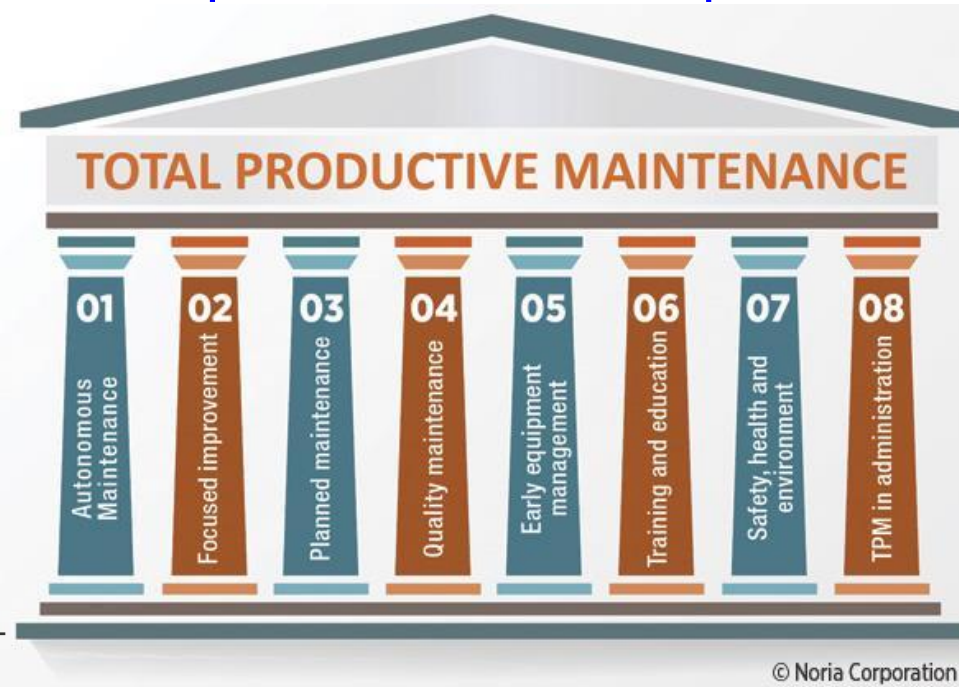 TOTAL PRODUCTIVE MAINTENANCE
01
Autonomous
Maintenance
02
Focused improvement
03
Planned maintenance
04
Quality maintenance
05
Early equipment
management
06
Training and education
07
Safety, health and
environment
08
TPM in administration
© Noria Corporation